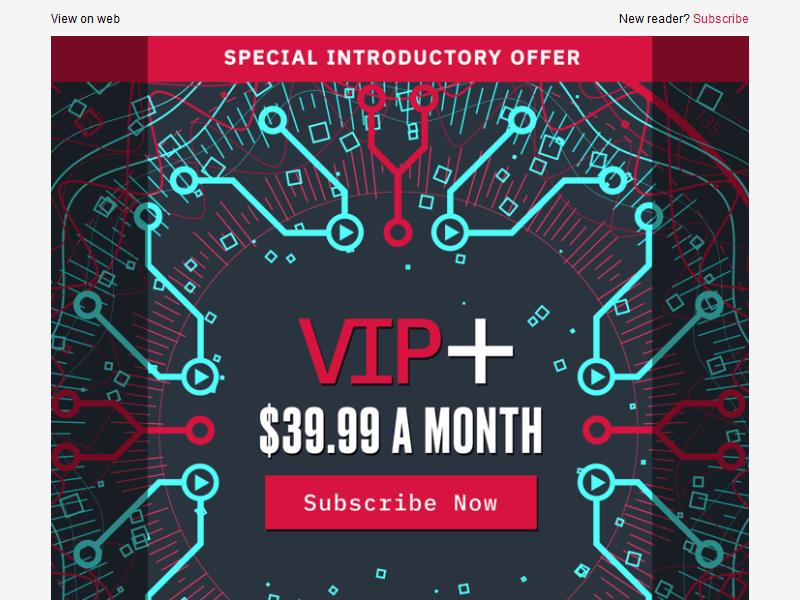 View on web
New reader? Subscribe
SPECIAL INTRODUCTORY OFFER
VIP+
$39.99 A MONTH
Subscribe Now